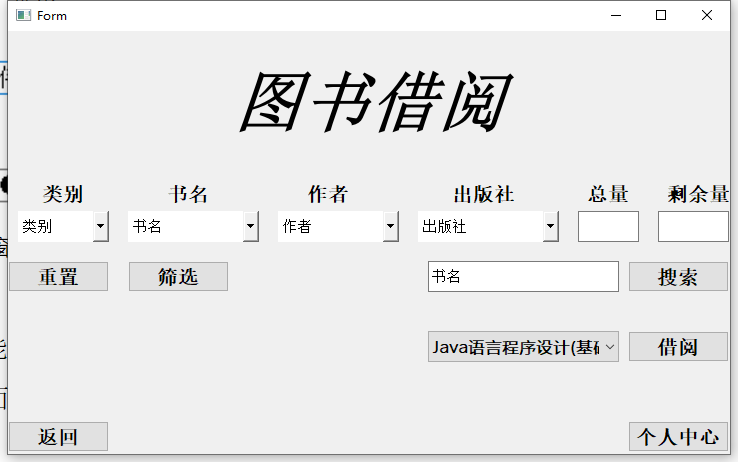 Form
图书借阅
类别 书名 作者 出版社 总量 剩余量
类别 书名 作者 出版社
重置 筛选 书名 搜索
Java语言程序设计(基础 借阅
返回 个人中心